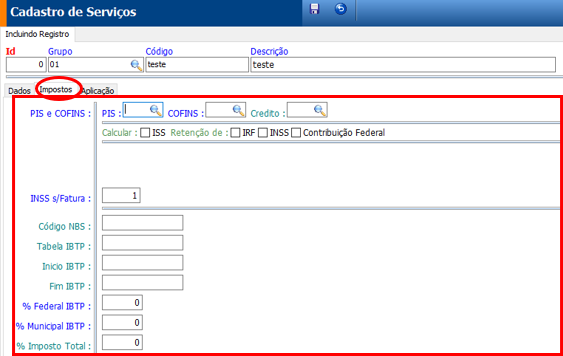 Cadastro de Serviços
Incluindo Registro
Id Grupo Código Descrição
0 01 teste teste
Dados Impostos Aplicação
PIS e COFINS : PIS : COFINS : Credito :
Calcular : ISS Retenção de : IRF INSS Contribuição Federal
INSS s/Fatura : 1
Código NBS :
Tabela IBTP :
Inicio IBTP :
Fim IBTP :
% Federal IBTP : 0
% Municipal IBTP : 0
% Imposto Total : 0